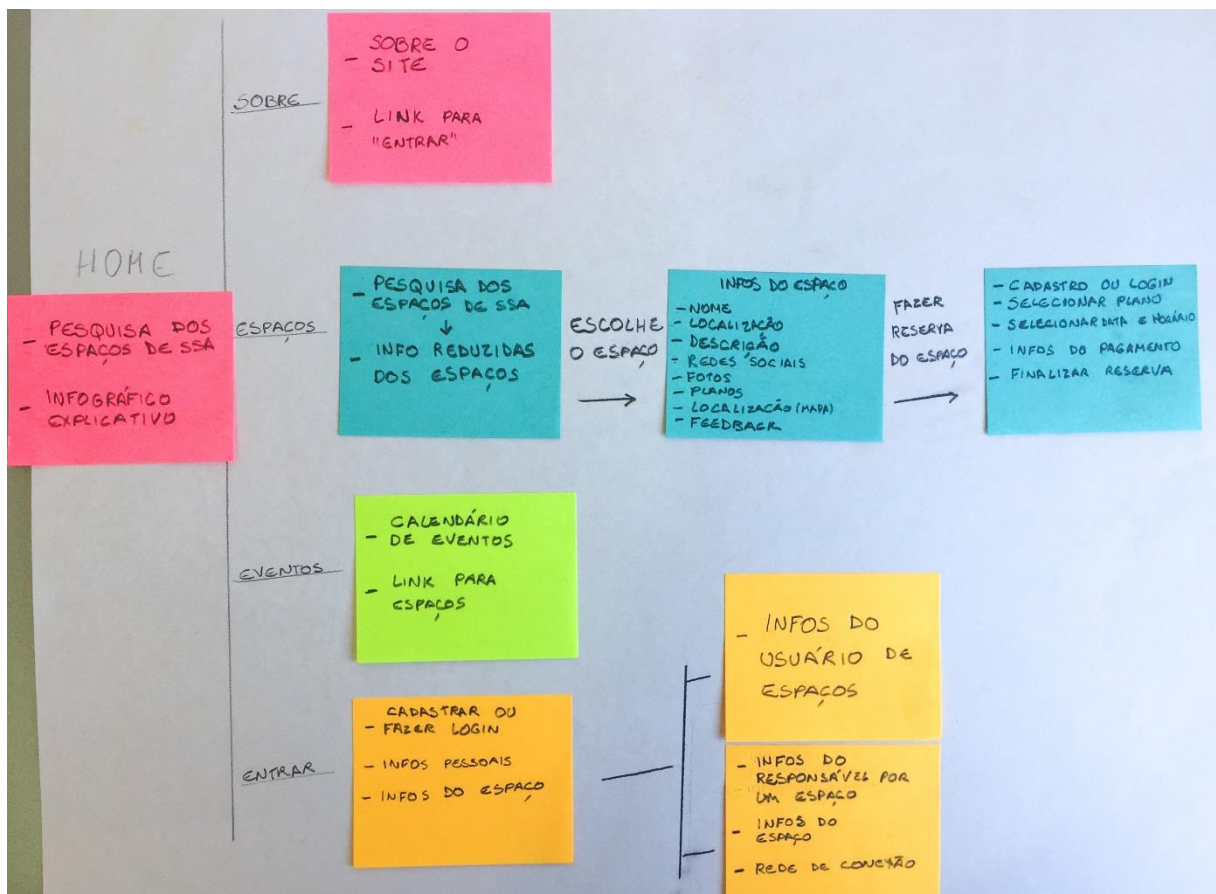 HOME
- PESQUISA DOS
ESPAÇOS DE SSA
- INFOGRÁFICO
EXPLICATIVO
SOBRE
- SOBRE O
SITE
- LINK PARA
"ENTRAR"
ESPAÇOS
- PESQUISA DOS
ESPAÇOS DE SSA
↓
- INFO REDUZIDAS
DOS ESPAÇOS
ESCOLHE
O ESPAÇO
→
INFOS DO ESPAÇO
- NOME
- LOCALIZAÇÃO
- DESCRIÇÃO
- REDES SOCIAIS
- FOTOS
- PLANOS
- LOCALIZAÇÃO (MAPA)
- FEEDBACK
FAZER
RESERVA
DO ESPAÇO
→
- CADASTRO OU LOGIN
- SELECIONAR PLANO
- SELECIONAR DATA E HORÁRIO
- INFOS DO PAGAMENTO
- FINALIZAR RESERVA
EVENTOS
- CALENDÁRIO
DE EVENTOS
- LINK PARA
ESPAÇOS
ENTRAR
CADASTRAR OU
- FAZER LOGIN
- INFOS PESSOAIS
- INFOS DO ESPAÇO
- INFOS DO
USUÁRIO DE
ESPAÇOS
- INFOS DO
RESPONSÁVEL POR
UM ESPAÇO
- INFOS DO
ESPAÇO
- REDE DE CONEXÃO